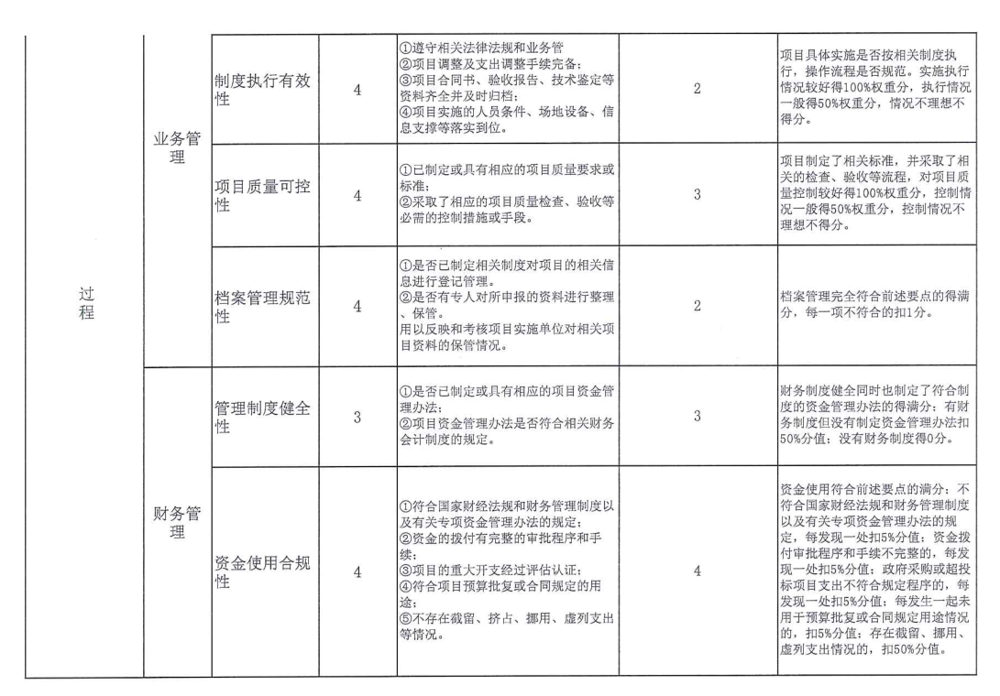 过
程
业务管
理
制度执行有效
性
4
①遵守相关法律法规和业务管
②项目调整及支出调整手续完备；
③项目合同书、验收报告、技术鉴定等
资料齐全并及时归档；
④项目实施的人员条件、场地设备、信
息支撑等落实到位。
2
项目具体实施是否按相关制度执
行，操作流程是否规范。实施执行
情况较好得100%权重分，执行情况
一般得50%权重分，情况不理想不
得分。
项目质量可控
性
4
①已制定或具有相应的项目质量要求或
标准；
②采取了相应的项目质量检查、验收等
必需的控制措施或手段。
3
项目制定了相关标准，并采取了相
关的检查、验收等流程，对项目质
量控制较好得100%权重分，控制情
况一般得50%权重分，控制情况不
理想不得分。
档案管理规范
性
4
①是否已制定相关制度对项目的相关信
息进行登记管理。
②是否有专人对所申报的资料进行整理
、保管。
用以反映和考核项目实施单位对相关项
目资料的保管情况。
2
档案管理完全符合前述要点的得满
分，每一项不符合的扣1分。
财务管
理
管理制度健全
性
3
①是否已制定或具有相应的项目资金管
理办法；
②项目资金管理办法是否符合相关财务
会计制度的规定。
3
财务制度健全同时也制定了符合制
度的资金管理办法的得满分；有财
务制度但没有制定资金管理办法扣
50%分值；没有财务制度得0分。
资金使用合规
性
4
①符合国家财经法规和财务管理制度以
及有关专项资金管理办法的规定；
②资金的拨付有完整的审批程序和手
续；
③项目的重大开支经过评估认证；
④符合项目预算批复或合同规定的用
途；
⑤不存在截留、挤占、挪用、虚列支出
等情况。
4
资金使用符合前述要点的满分；不
符合国家财经法规和财务管理制度
以及有关专项资金管理办法的规
定，每发现一处扣5%分值；资金拨
付审批程序和手续不完整的，每发
现一处扣5%分值；政府采购或超投
标项目支出不符合规定程序的，每
发现一处扣5%分值；每发生一起未
用于预算批复或合同规定用途情况
的，扣5%分值；存在截留、挪用、
虚列支出情况的，扣50%分值。